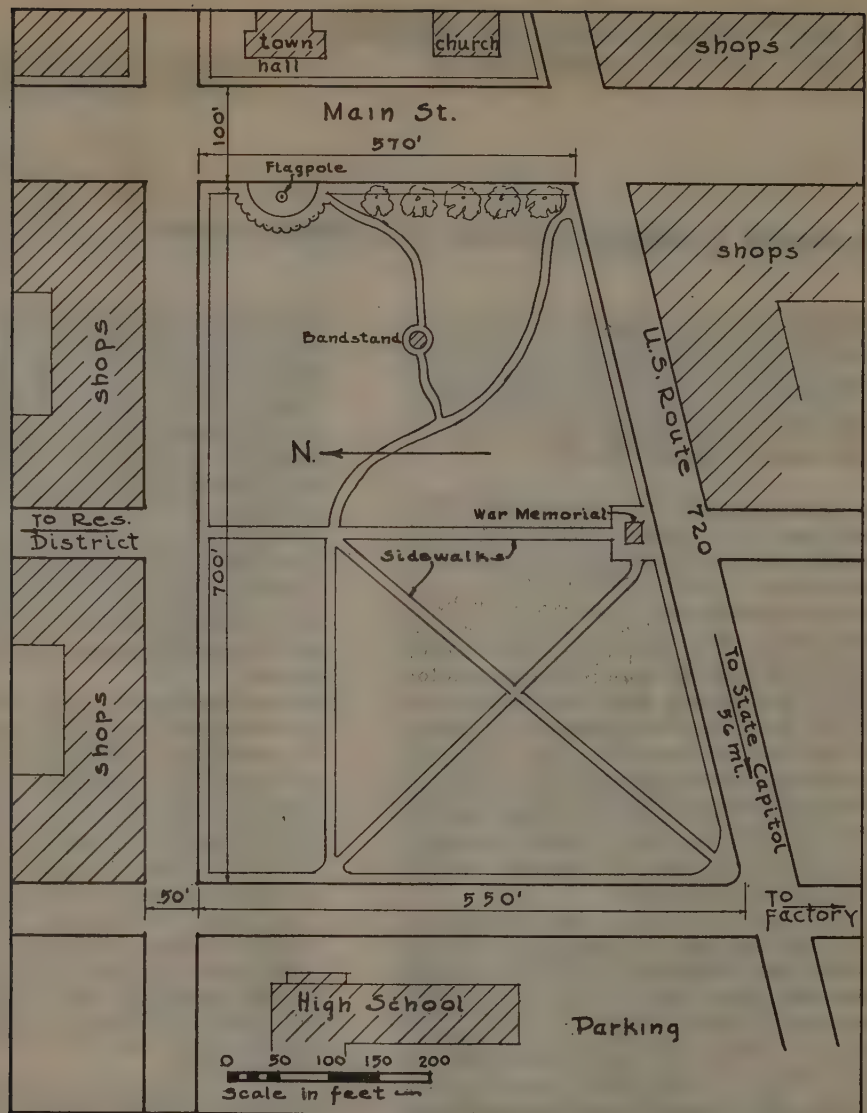 town
hall
church
shops
Main St.
100'
570'
Flagpole
shops
shops
Bandstand
U.S. Route 720
N.
War Memorial
To Res.
District
Sidewalks
700'
shops
To State Capitol
56 mi.
50'
550'
To
Factory
High School
Parking
0 50 100 150 200
Scale in feet